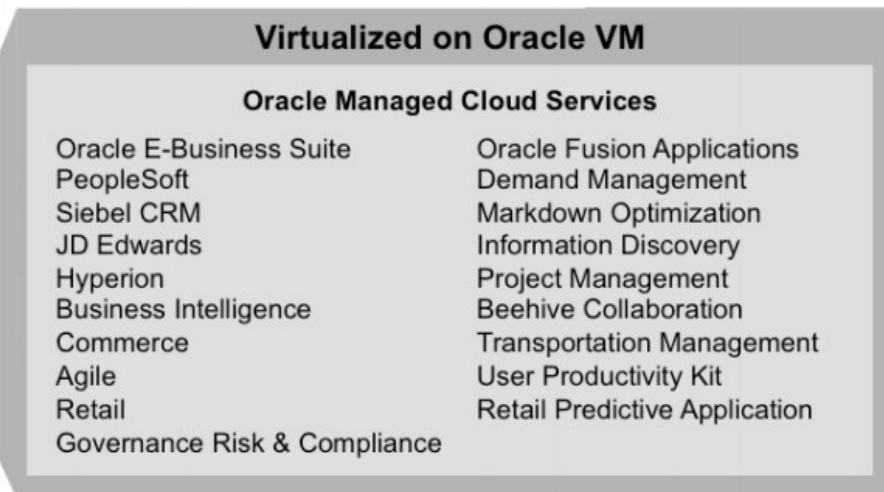 Virtualized on Oracle VM
Oracle Managed Cloud Services
Oracle E-Business Suite
PeopleSoft
Siebel CRM
JD Edwards
Hyperion
Business Intelligence
Commerce
Agile
Retail
Governance Risk & Compliance
Oracle Fusion Applications
Demand Management
Markdown Optimization
Information Discovery
Project Management
Beehive Collaboration
Transportation Management
User Productivity Kit
Retail Predictive Application